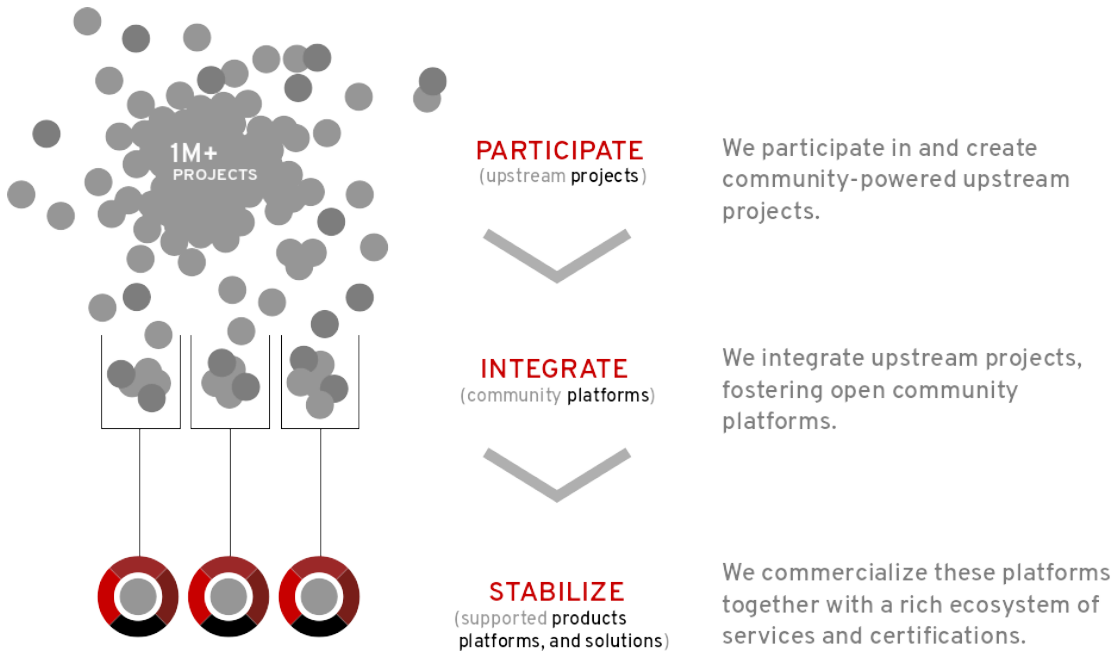 1M+
PROJECTS
PARTICIPATE
(upstream projects)
We participate in and create
community-powered upstream
projects.
INTEGRATE
(community platforms)
We integrate upstream projects,
fostering open community
platforms.
STABILIZE
(supported products
platforms, and solutions)
We commercialize these platforms
together with a rich ecosystem of
services and certifications.